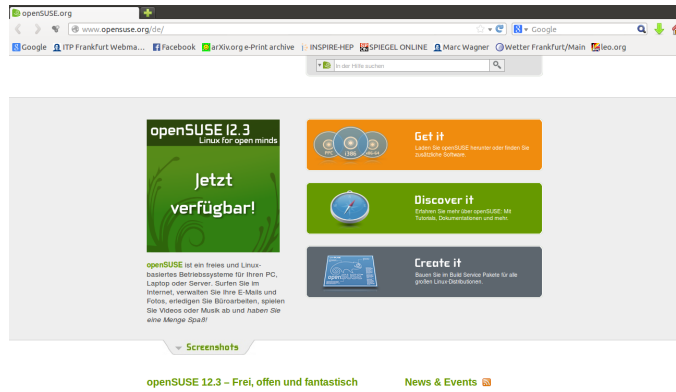 openSUSE.org
www.opensuse.org/de/
Google
Google
ITP Frankfurt Webma...
Facebook
arXiv.org e-Print archive
INSPIRE-HEP
SPIEGEL ONLINE
Marc Wagner
Wetter Frankfurt/Main
leo.org
In der Hilfe suchen
openSUSE 12.3
Linux for open minds
Jetzt
verfügbar!
Get it
Laden Sie openSUSE herunter oder finden Sie
zusätzliche Software.
PPC
i386
Discover it
Erfahren Sie mehr über openSUSE: Mit
Tutorials, Dokumentationen und mehr.
Create it
Bauen Sie im Build Service Pakete für alle
großen Linux-Distributionen.
openSUSE
openSUSE ist ein freies und Linux-
basiertes Betriebssysteme für Ihren PC,
Laptop oder Server. Surfen Sie im
Internet, verwalten Sie Ihre E-Mails und
Fotos, erledigen Sie Büroarbeiten, spielen
Sie Videos oder Musik ab und haben Sie
eine Menge Spaß!
Screenshots
openSUSE 12.3 – Frei, offen und fantastisch
News & Events